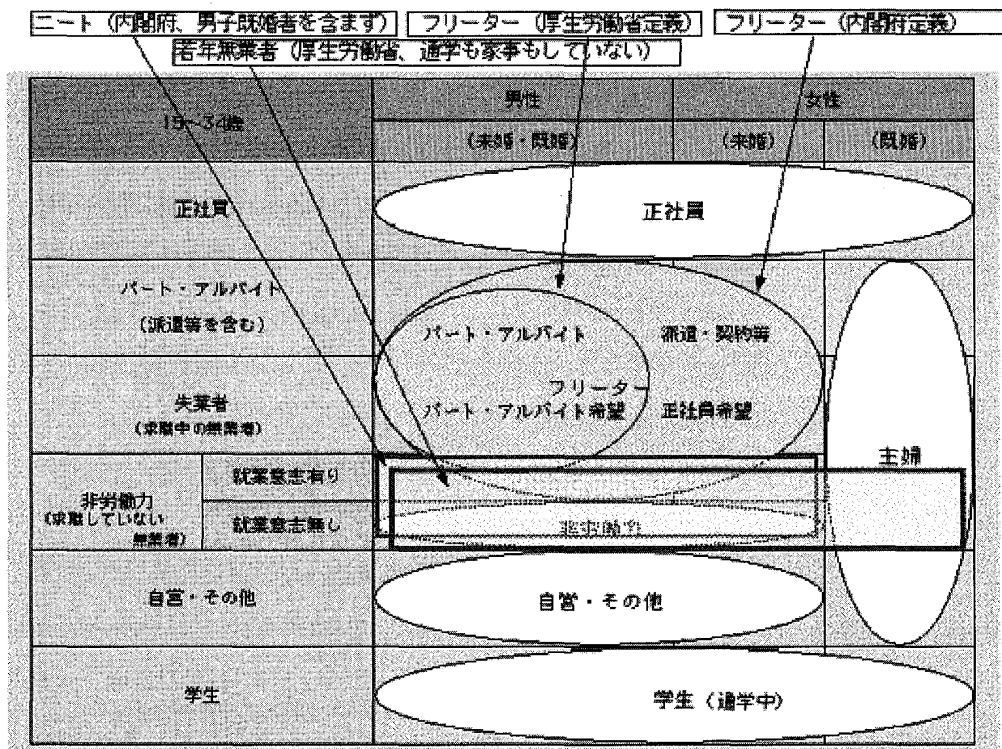 ニート（内閣府、男子既婚者を含まず）
フリーター（厚生労働省定義）
フリーター（内閣府定義）
若年無業者（厚生労働省、通学も家事もしていない）
15～34歳
男性
女性
（未婚・既婚）
（未婚）
（既婚）
正社員
正社員
パート・アルバイト
（派遣等を含む）
パート・アルバイト
派遣・契約等
フリーター
失業者
（求職中の無業者）
パート・アルバイト希望
正社員希望
主婦
非労働力
（求職していない
無業者）
就業意志有り
就業意志無し
非労働力
自営・その他
自営・その他
学生
学生（通学中）